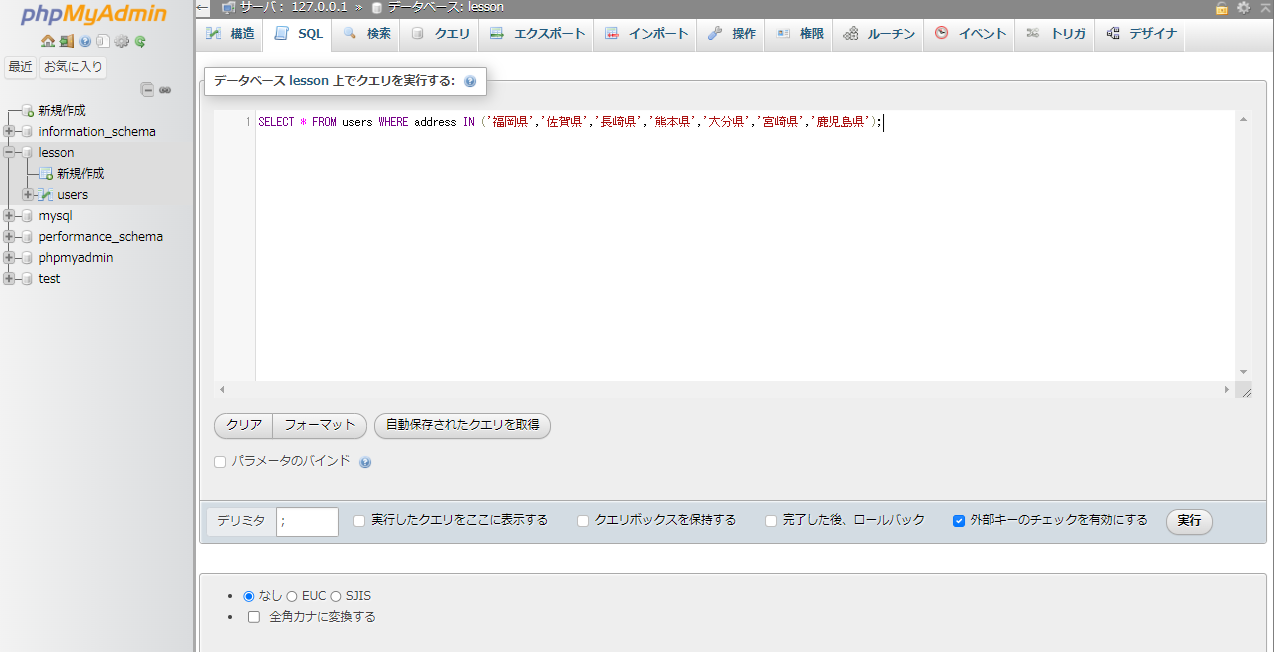 phpMyAdmin
最近 お気に入り
新規作成
information_schema
lesson
新規作成
users
mysql
performance_schema
phpmyadmin
test
サーバ: 127.0.0.1 » データベース: lesson
構造 SQL 検索 クエリ エクスポート インポート 操作 権限 ルーチン イベント トリガ デザイナ
データベース lesson 上でクエリを実行する:
1 SELECT * FROM users WHERE address IN ('福岡県','佐賀県','長崎県','熊本県','大分県','宮崎県','鹿児島県');
クリア フォーマット 自動保存されたクエリを取得
パラメータのバインド
デリミタ ; 実行したクエリをここに表示する クエリボックスを保持する 完了した後、ロールバック 外部キーのチェックを有効にする 実行
なし EUC SJIS
全角カナに変換する